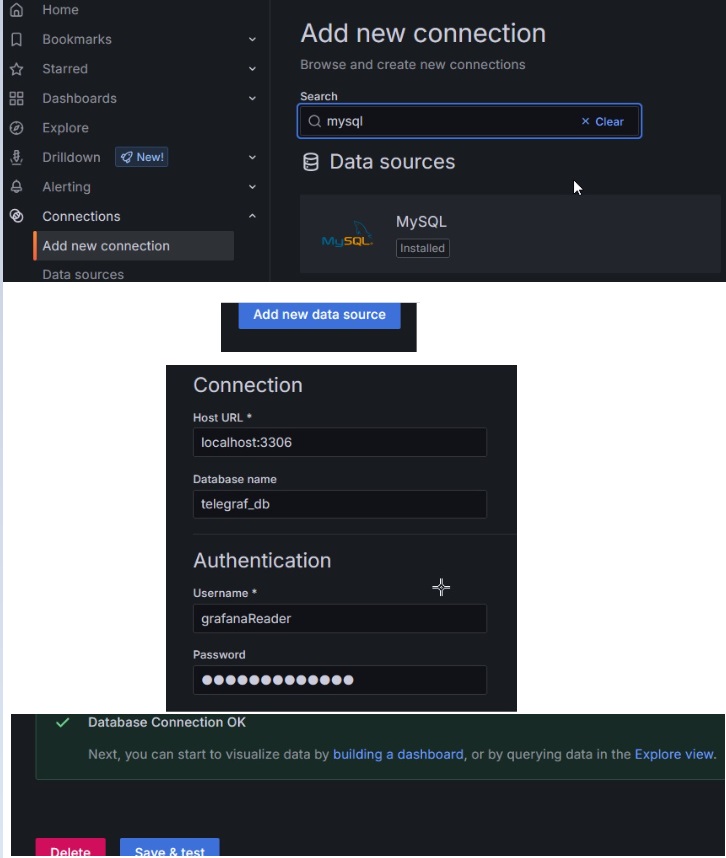 Home
Bookmarks
Starred
Dashboards
Explore
Drilldown New!
Alerting
Connections
Add new connection
Data sources
Add new connection
Browse and create new connections
Search
mysql Clear
Data sources
MySQL
MySQL
Installed
Add new data source
Connection
Host URL *
localhost:3306
Database name
telegraf_db
Authentication
Username *
grafanaReader
Password
Database Connection OK
Next, you can start to visualize data by building a dashboard, or by querying data in the Explore view.
Delete Save & test